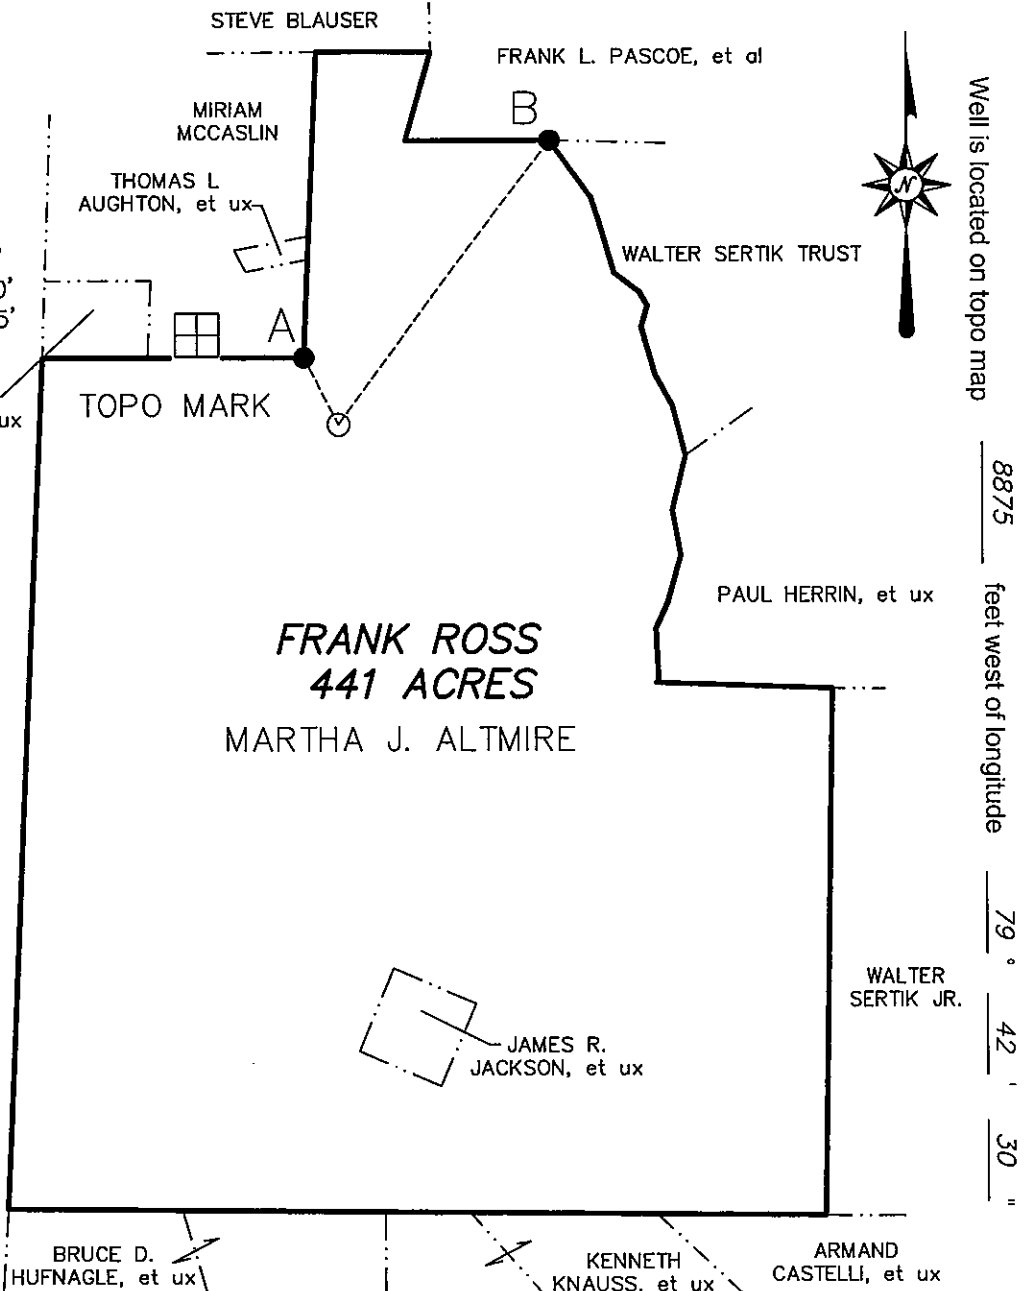 STEVE BLAUSER
FRANK L. PASCOE, et al
B
MIRIAM
MCCASLIN
THOMAS L
AUGHTON, et ux
WALTER SERTIK TRUST
N
A
TOPO MARK
ux
PAUL HERRIN, et ux
FRANK ROSS
441 ACRES
MARTHA J. ALTMIRE
WALTER
SERTIK JR.
JAMES R.
JACKSON, et ux
BRUCE D.
HUFNAGLE, et ux
KENNETH
KNAUSS, et ux
ARMAND
CASTELLI, et ux
Well is located on topo map 8875 feet west of longitude 79 ° 42 ' 30 "